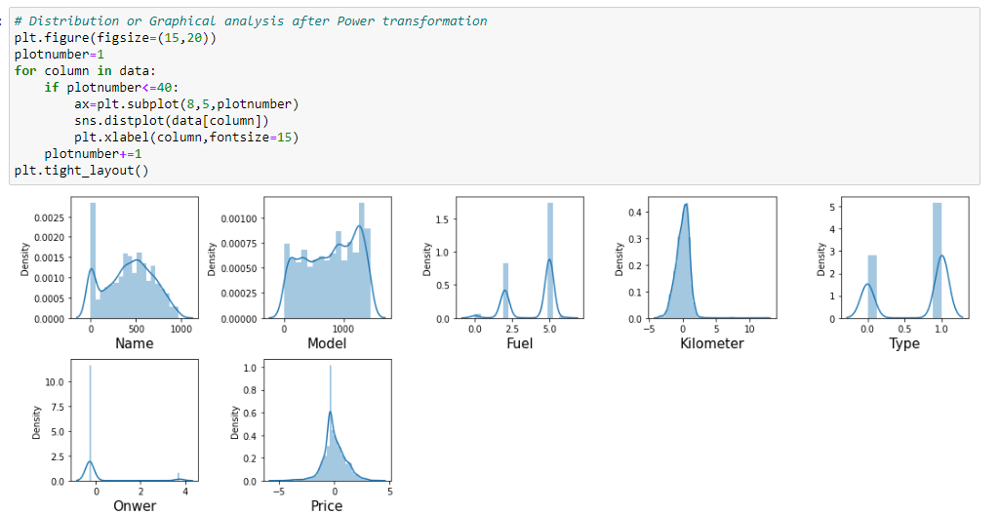 :
# Distribution or Graphical analysis after Power transformation
plt.figure(figsize=(15,20))
plotnumber=1
for column in data:
    if plotnumber<=40:
        ax=plt.subplot(8,5,plotnumber)
        sns.distplot(data[column])
        plt.xlabel(column,fontsize=15)
    plotnumber+=1
plt.tight_layout()
Density
0.0025
0.0020
0.0015
0.0010
0.0005
0.0000
0 500 1000
Name
Density
0.00100
0.00075
0.00050
0.00025
0.00000
0 1000
Model
Density
1.5
1.0
0.5
0.0
0.0 2.5 5.0
Fuel
Density
0.4
0.3
0.2
0.1
0.0
−5 0 5 10
Kilometer
Density
5
4
3
2
1
0
0.0 0.5 1.0
Type
Density
10.0
7.5
5.0
2.5
0.0
0 2 4
Onwer
Density
1.0
0.8
0.6
0.4
0.2
0.0
−5 0 5
Price